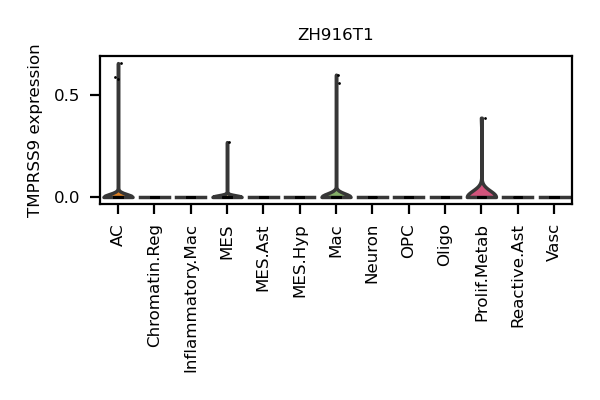 ZH916T1
TMPRSS9 expression
0.5
0.0
AC
Chromatin.Reg
Inflammatory.Mac
MES
MES.Ast
MES.Hyp
Mac
Neuron
OPC
Oligo
Prolif.Metab
Reactive.Ast
Vasc